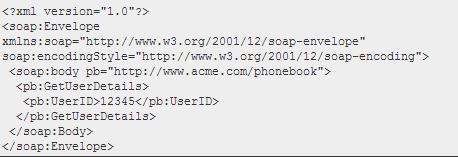 <?xml version="1.0"?>
<soap:Envelope
xmlns:soap="http://www.w3.org/2001/12/soap-envelope"
soap:encodingStyle="http://www.w3.org/2001/12/soap-encoding">
 <soap:body pb="http://www.acme.com/phonebook">
  <pb:GetUserDetails>
   <pb:UserID>12345</pb:UserID>
  </pb:GetUserDetails>
 </soap:Body>
</soap:Envelope>